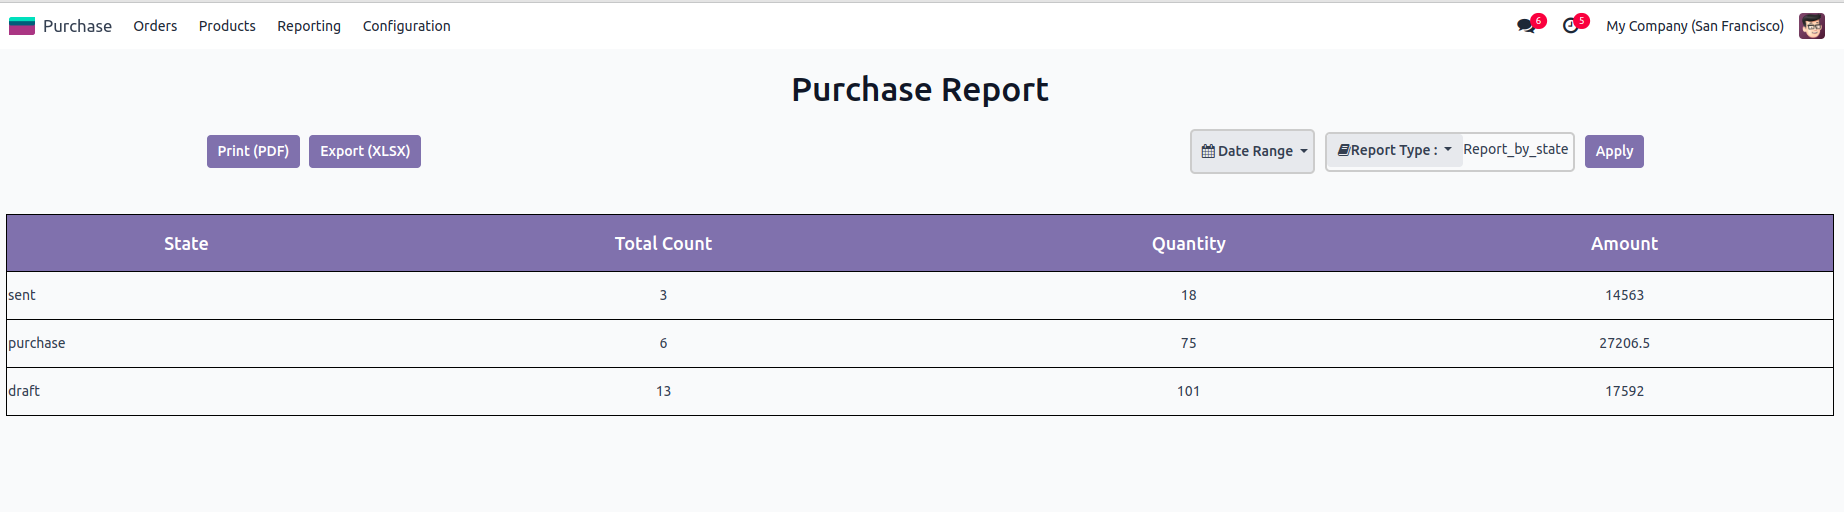 Purchase Orders Products Reporting Configuration 6 5 My Company (San Francisco)
Purchase Report
Print (PDF) Export (XLSX) Date Range Report Type : Report_by_state Apply
State Total Count Quantity Amount
sent 3 18 14563
purchase 6 75 27206.5
draft 13 101 17592